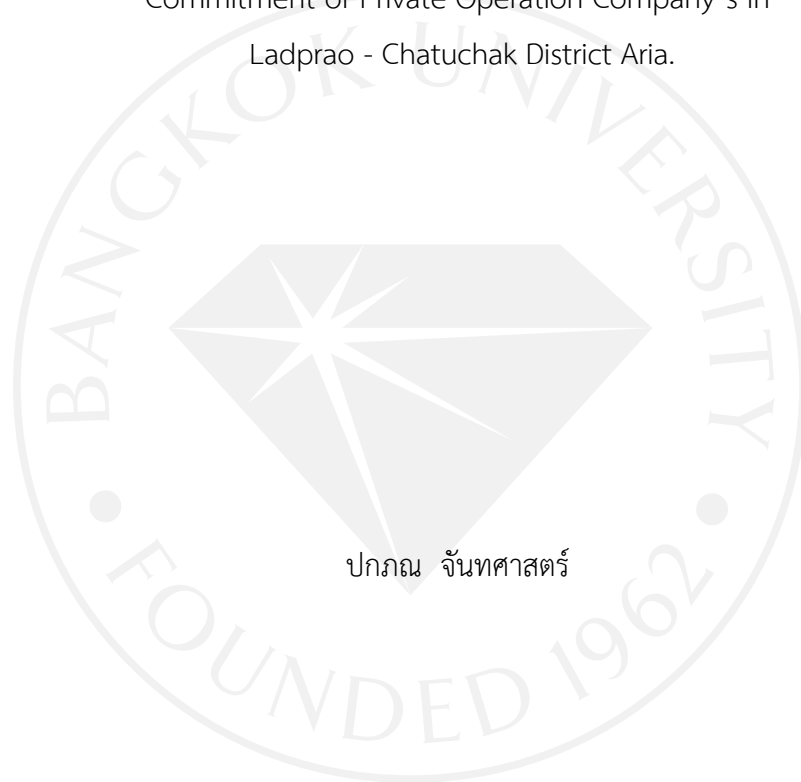 Commitment of Private Operation Company's in
Ladprao - Chatuchak District Aria.
BANGKOK UNIVERSITY
ปกภณ จันทศาสตร์
FOUNDED 1962